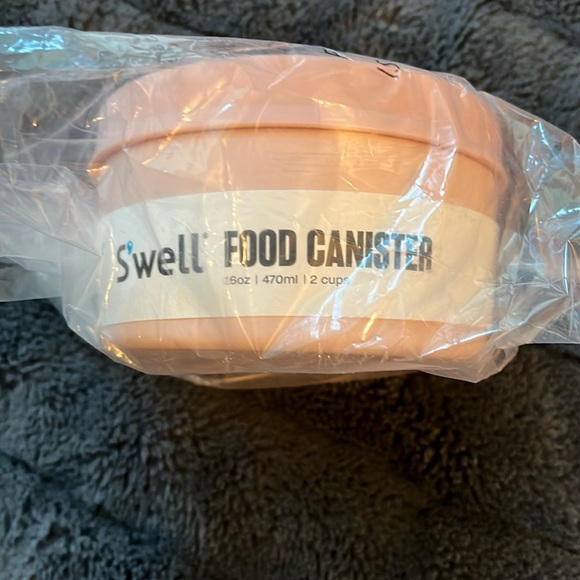 S'well FOOD CANISTER
16oz | 470ml | 2 cups